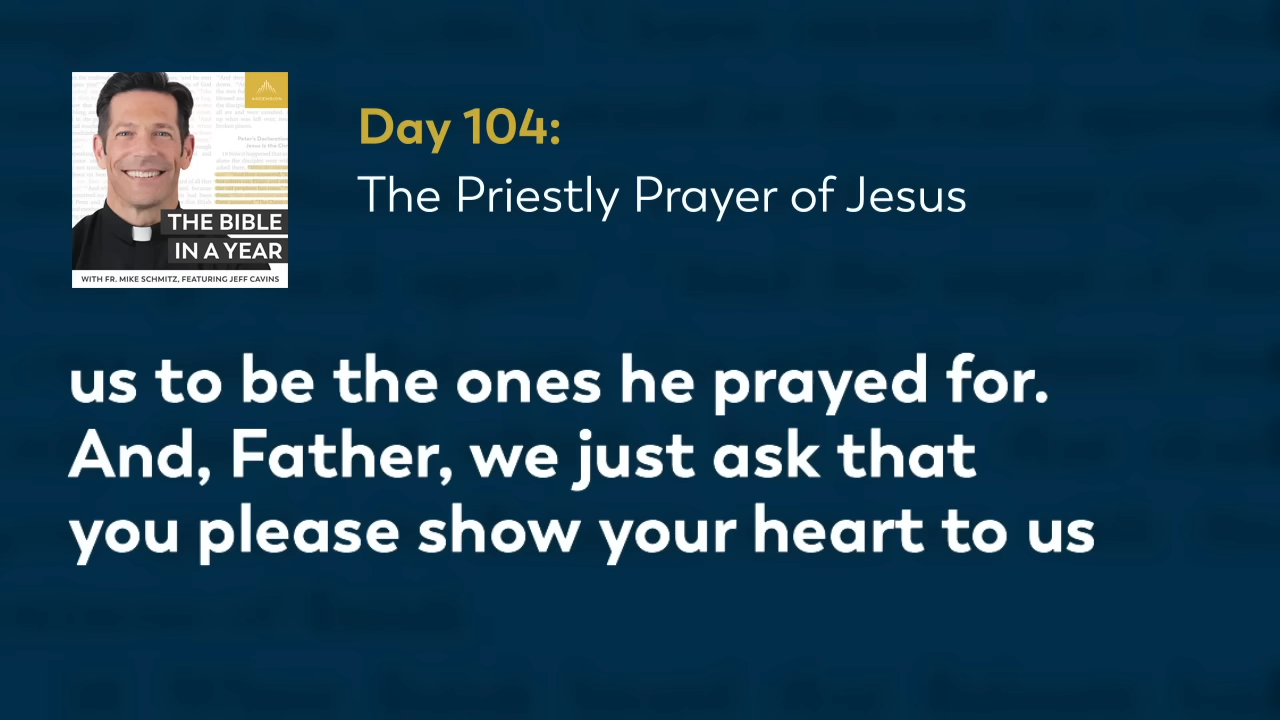 Day 104:
The Priestly Prayer of Jesus
THE BIBLE
IN A YEAR
WITH FR. MIKE SCHMITZ, FEATURING JEFF CAVINS
us to be the ones he prayed for.
And, Father, we just ask that
you please show your heart to us